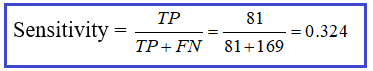 Sensitivity = TP / TP + FN = 81 / 81+169 = 0.324